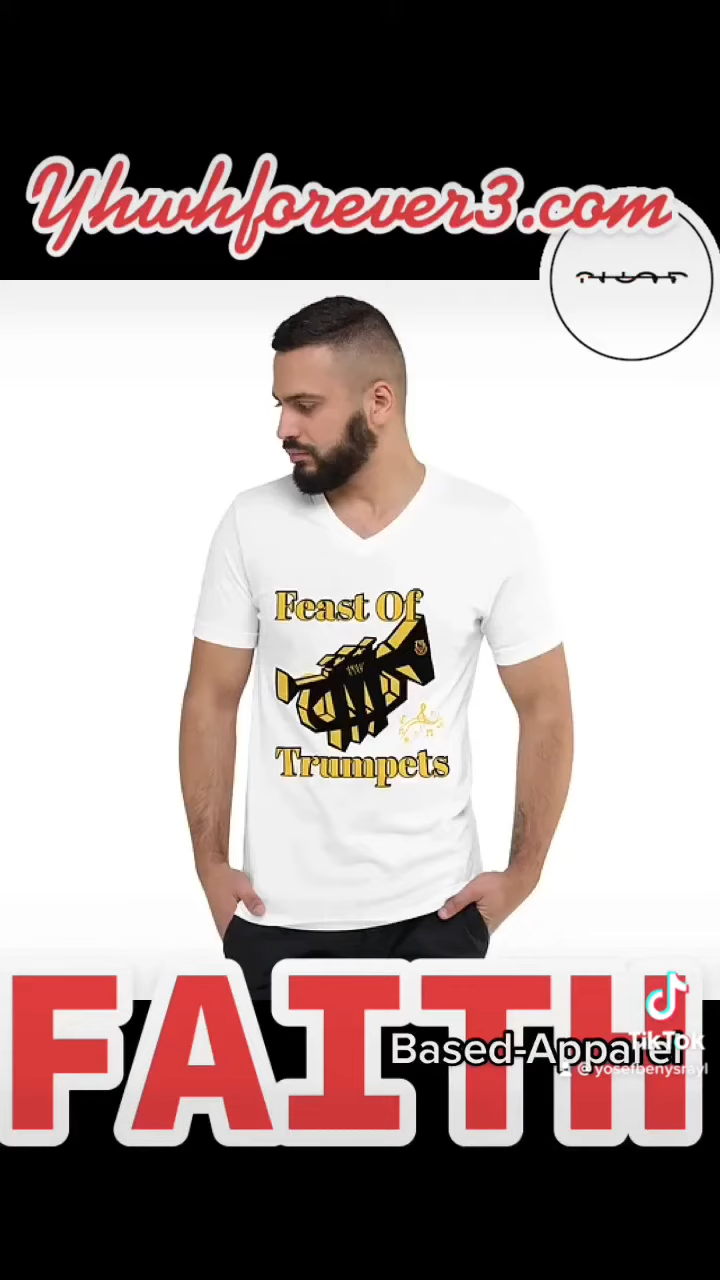 Yhwhforever3.com
Feast Of
Trumpets
FAITH
Based-Apparel
TikTok
@yosefbenysrayl